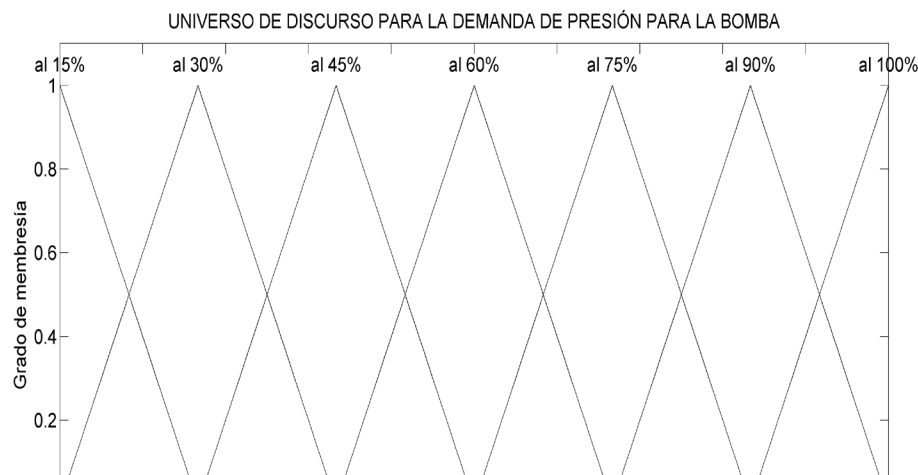 UNIVERSO DE DISCURSO PARA LA DEMANDA DE PRESIÓN PARA LA BOMBA
al 15% al 30% al 45% al 60% al 75% al 90% al 100%
1
0.8
0.6
0.4
0.2
Grado de membresía